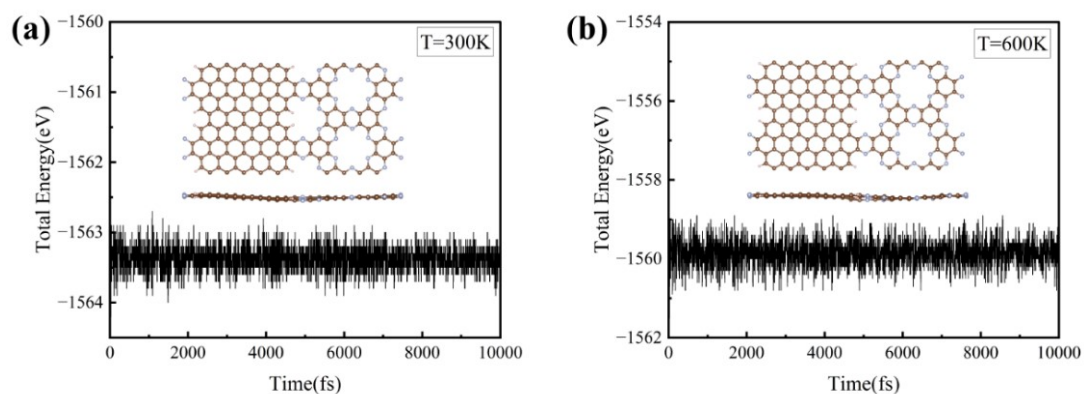 (a)
T=300K
Total Energy(eV)
−1560
−1561
−1562
−1563
−1564
0 2000 4000 6000 8000 10000
Time(fs)
(b)
T=600K
Total Energy(eV)
−1554
−1556
−1558
−1560
−1562
0 2000 4000 6000 8000 10000
Time(fs)